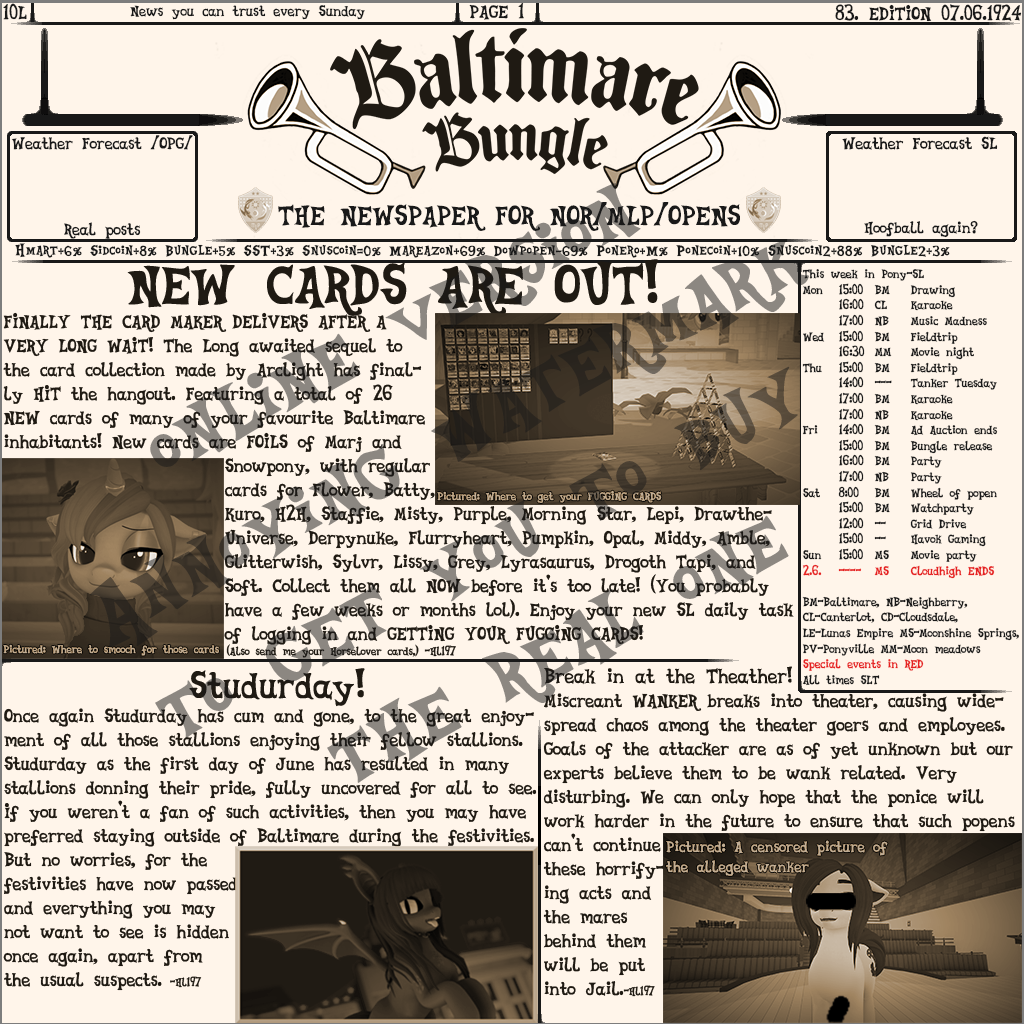 10L News you can trust every Sunday PAGE 1 83. EDITION 07.06.1924
Baltimare
Bungle
THE NEWSPAPER FOR NOR/MLP/OPENS
Weather Forecast /OPG/
Real posts
Weather Forecast SL
Hoofball again?
HMART+6% SIDCOIN+8% BUNGLE+5% SST+3% SNUSCOIN=0% MAREAZON+69% DOWPOPEN-69% PONERO+M% PONECOIN+10% SNUSCOIN2+88% BUNGLE2+3%
NEW CARDS ARE OUT!
FINALLY THE CARD MAKER DELIVERS AFTER A
VERY LONG WAIT! The Long awaited sequel to
the card collection made by Arclight has final-
ly HIT the hangout. Featuring a total of 26
NEW cards of many of your favourite Baltimare
inhabitants! New cards are FOILS of Marj and
Snowpony, with regular
cards for Flower, Batty,
Kuro, H2H, Staffie, Misty, Purple, Morning Star, Lepi, Drawthe-
Universe, Derpynuke, Flurryheart, Pumpkin, Opal, Middy, Amble,
Glitterwish, Sylvr, Lissy, Grey, Lyrasaurus, Drogoth Tapi, and
Soft. Collect them all NOW before it's too late! (You probably
have a few weeks or months lol). Enjoy your new SL daily task
of logging in and GETTING YOUR FUGGING CARDS!
(Also send me your Horselover cards,) -HL197
Pictured: Where to get your FUGGING CARDS
Pictured: Where to smooch for those cards
This week in Pony-SL
Mon 15:00 BM Drawing
16:00 CL Karaoke
17:00 NB Music Madness
Wed 15:00 BM Fieldtrip
16:30 MM Movie night
Thu 15:00 BM Fieldtrip
14:00 ---- Tanker Tuesday
17:00 BM Karaoke
17:00 NB Karaoke
Fri 14:00 BM Ad Auction ends
15:00 BM Bungle release
16:00 BM Party
17:00 NB Party
Sat 8:00 BM Wheel of popen
15:00 BM Watchparty
12:00 --- Grid Drive
15:00 --- Havok Gaming
Sun 15:00 MS Movie party
2.6. ----- MS Cloudhigh ENDS
BM-Baltimare, NB-Neighberry,
CL-Canterlot, CD-Cloudsdale,
LE-Lunas Empire MS-Moonshine Springs,
PV-Ponyville MM-Moon meadows
Special events in RED
ALL times SLT
Studurday!
Once again Studurday has cum and gone, to the great enjoy-
ment of all those stallions enjoying their fellow stallions.
Studurday as the first day of June has resulted in many
stallions donning their pride, fully uncovered for all to see.
If you weren't a fan of such activities, then you may have
preferred staying outside of Baltimare during the festivities.
But no worries, for the
festivities have now passed
and everything you may
not want to see is hidden
once again, apart from
the usual suspects. -HL197
Break in at the Theather!
Miscreant WANKER breaks into theater, causing wide-
spread chaos among the theater goers and employees.
Goals of the attacker are as of yet unknown but our
experts believe them to be wank related. Very
disturbing. We can only hope that the ponice will
work harder in the future to ensure that such popens
can't continue
these horrify-
ing acts and
the mares
behind them
will be put
into Jail.-HL197
Pictured: A censored picture of
the alleged wanker
ONLINE VERSION
ANNOYING WATERMARK
TO GET YOU TO BUY
THE REAL ONE